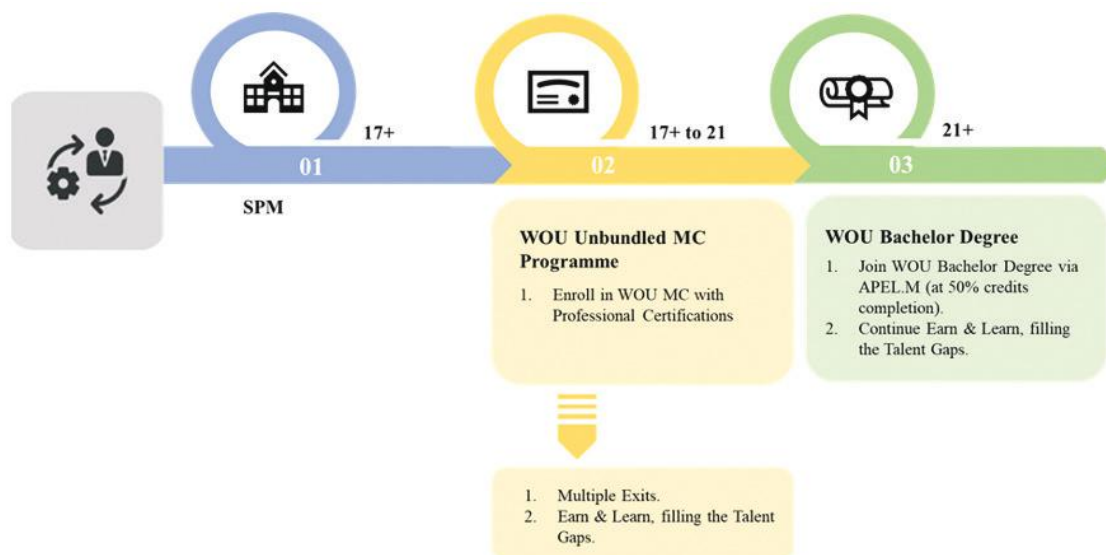 17+
17+ to 21
21+
01
02
03
SPM
WOU Unbundled MC
Programme
1. Enroll in WOU MC with
Professional Certifications
WOU Bachelor Degree
1. Join WOU Bachelor Degree via
APEL.M (at 50% credits
completion).
2. Continue Earn & Learn, filling
the Talent Gaps.
1. Multiple Exits.
2. Earn & Learn, filling the Talent
Gaps.